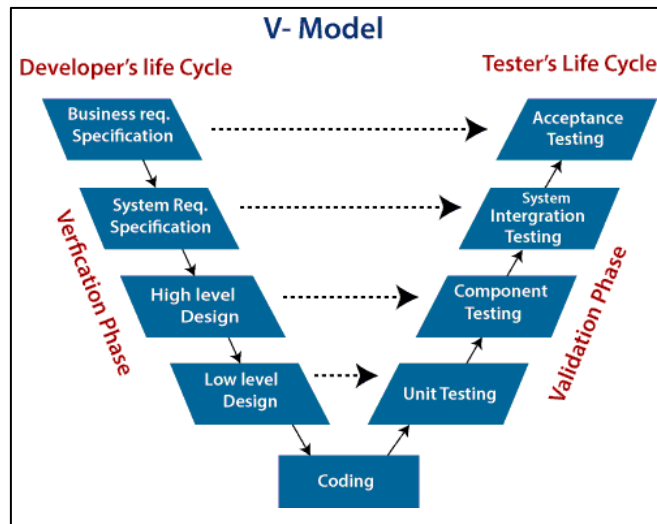 V- Model
Developer's life Cycle
Tester's Life Cycle
Business req.
Specification
Acceptance
Testing
System Req.
Specification
System
Intergration
Testing
Verfication Phase
High level
Design
Component
Testing
Validation Phase
Low level
Design
Unit Testing
Coding